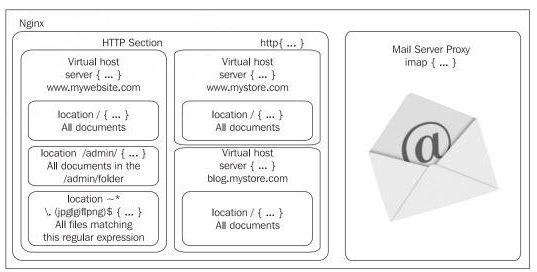 Nginx
HTTP Section
http{ ... }
Virtual host
server { ... }
www.mywebsite.com
location / { ... }
All documents
location /admin/ { ... }
All documents in the
/admin/folder
location ~*
\. (jpg|gif|png)$ { ... }
All files matching
this regular expression
Virtual host
server { ... }
www.mystore.com
location / { ... }
All documents
Virtual host
server { ... }
blog.mystore.com
location / { ... }
All documents
Mail Server Proxy
imap { ... }
@